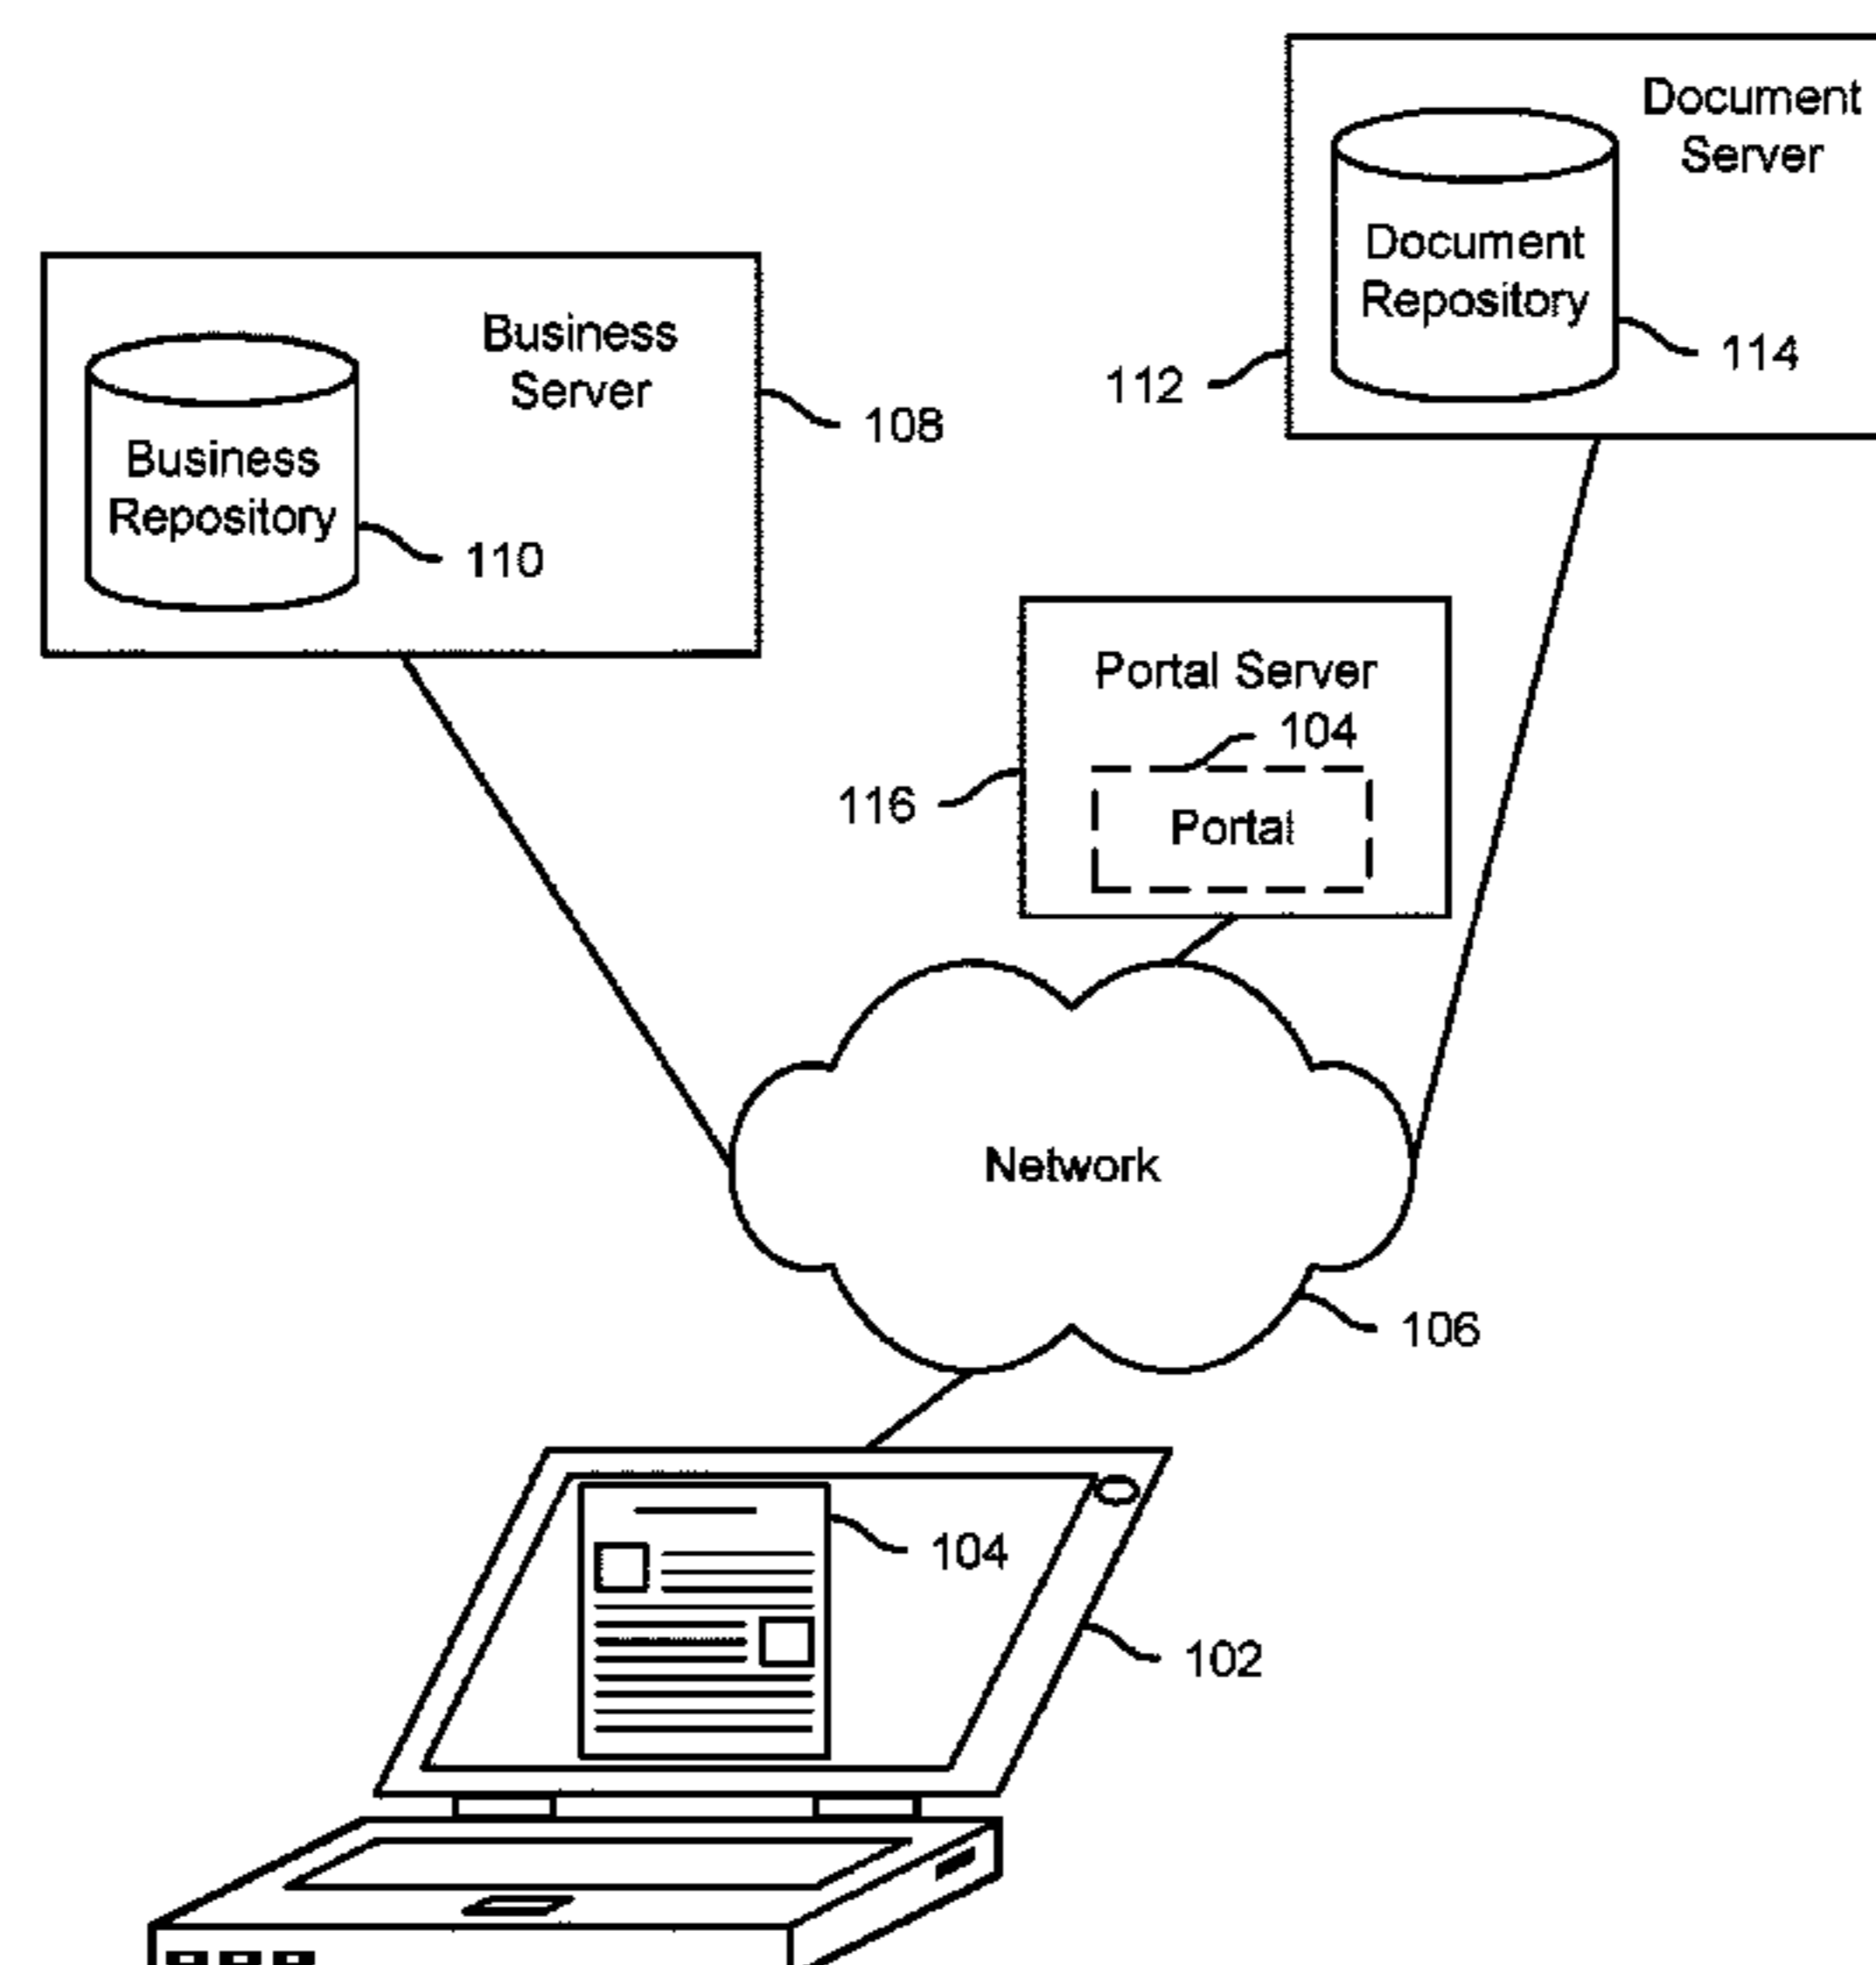 Document
Server
Document
Repository
114
112
Business
Server
108
Business
Repository
110
Portal Server
104
116
Portal
Network
106
104
102